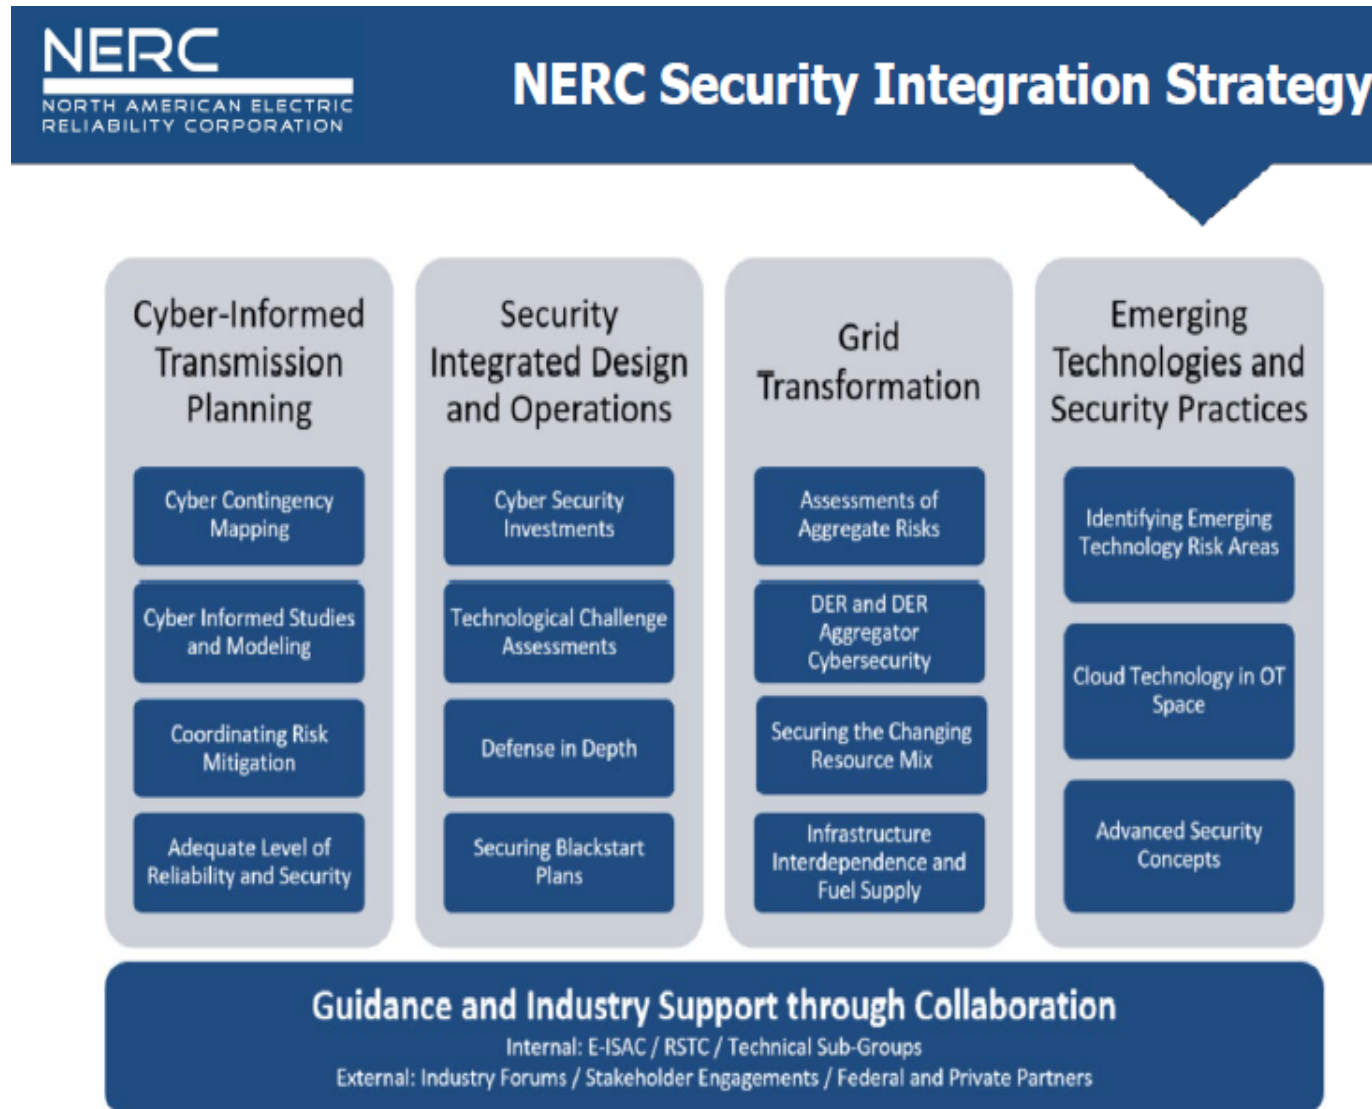 NERC
NORTH AMERICAN ELECTRIC
RELIABILITY CORPORATION
NERC Security Integration Strategy
Cyber-Informed
Transmission
Planning
Cyber Contingency
Mapping
Cyber Informed Studies
and Modeling
Coordinating Risk
Mitigation
Adequate Level of
Reliability and Security
Security
Integrated Design
and Operations
Cyber Security
Investments
Technological Challenge
Assessments
Defense in Depth
Securing Blackstart
Plans
Grid
Transformation
Assessments of
Aggregate Risks
DER and DER
Aggregator
Cybersecurity
Securing the Changing
Resource Mix
Infrastructure
Interdependence and
Fuel Supply
Emerging
Technologies and
Security Practices
Identifying Emerging
Technology Risk Areas
Cloud Technology in OT
Space
Advanced Security
Concepts
Guidance and Industry Support through Collaboration
Internal: E-ISAC / RSTC / Technical Sub-Groups
External: Industry Forums / Stakeholder Engagements / Federal and Private Partners